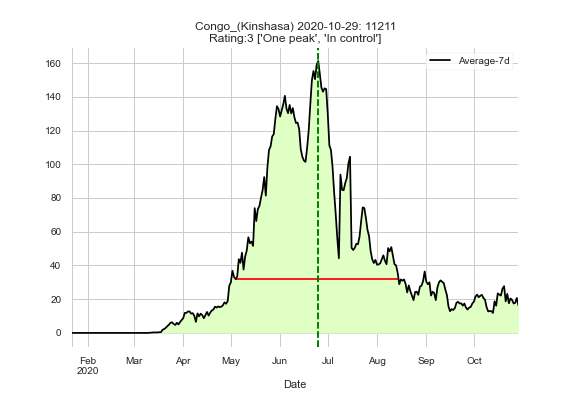 Congo_(Kinshasa) 2020-10-29: 11211
Rating:3 ['One peak', 'In control']
Average-7d
160
140
120
100
80
60
40
20
0
Feb Mar Apr May Jun Jul Aug Sep Oct
2020
Date